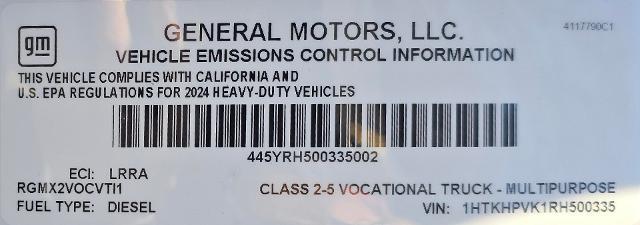 gm
GENERAL MOTORS, LLC.
4117790C1
VEHICLE EMISSIONS CONTROL INFORMATION
THIS VEHICLE COMPLIES WITH CALIFORNIA AND
U.S. EPA REGULATIONS FOR 2024 HEAVY-DUTY VEHICLES
445YRH500335002
ECI: LRRA
RGMX2VOCVTI1
CLASS 2-5 VOCATIONAL TRUCK - MULTIPURPOSE
FUEL TYPE: DIESEL
VIN: 1HTKHPVK1RH500335